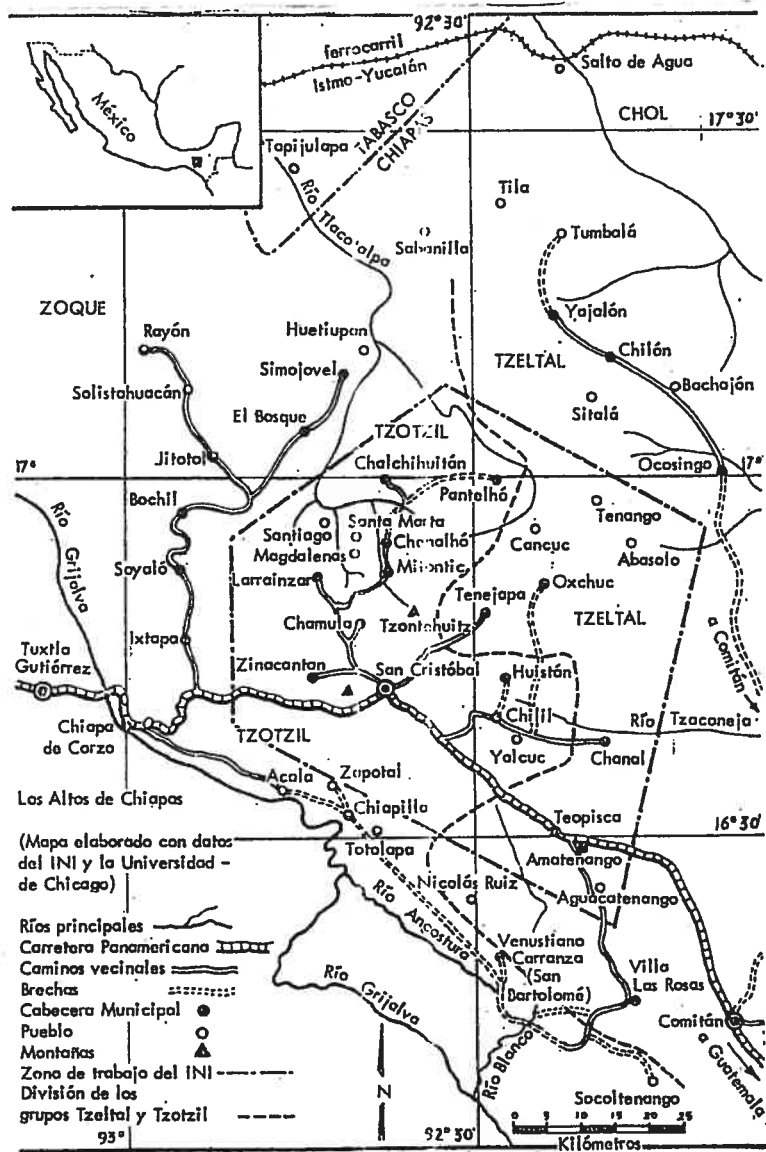 92°30'
ferrocarril
Istmo-Yucatán
Salto de Agua
México
CHOL
17°30'
TABASCO
CHIAPAS
Tapijulapa
Río
Tila
Tumbalá
Sabanilla
ZOQUE
Yajalón
Rayón
Huetiupan
TZELTAL
Chilón
Simojovel
Bachajón
Solistahuacán
Sitalá
El Bosque
TZOTZIL
Jitotol
17°
Chalchihuitán
Ocosingo
17°
Pantelhó
Bochil
Río
Grijalva
Tenango
Santa Marta
Santiago
Cancuc
Magdalenas
Chenalhó
Abasolo
Soyaló
Larrainzar
Mitontic
Oxchuc
Tenejapa
TZELTAL
Chamula
Tzontehuitz
a Comitán
Ixtapa
Tuxtla
Gutiérrez
Zinacantan
San Cristóbal
Huistán
Chilil
Río Tzaconeja
Chiapa
de Corzo
TZOTZIL
Yalcuc
Chanal
Acala
Zapotal
Los Altos de Chiapas
Chiapilla
Teopisca
16°30
Totolapa
Amatenango
(Mapa elaborado con datos
del INI y la Universidad -
de Chicago)
Nicolás Ruiz
Aguacatenango
Río
Angostura
Ríos principales
Carretera Panamericana
Venustiano
Carranza
(San
Bartolomé)
Caminos vecinales
Río Grijalva
Villa
Las Rosas
Brechas
Cabecera Municipal
Comitán
Pueblo
Montañas
Río Blanco
a Guatemala
Zona de trabajo del INI
División de los
grupos Tzeltal y Tzotzil
N
Socoltenango
0 5 10 15 20 25
93°
92°30'
Kilómetros